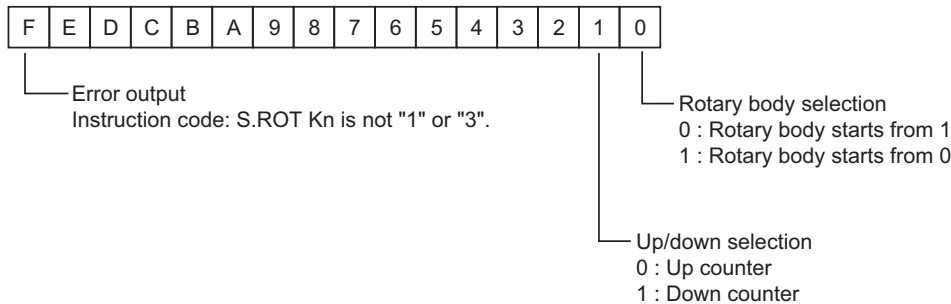 F E D C B A 9 8 7 6 5 4 3 2 1 0
Error output
Instruction code: S.ROT Kn is not "1" or "3".
Rotary body selection
0 : Rotary body starts from 1
1 : Rotary body starts from 0
Up/down selection
0 : Up counter
1 : Down counter